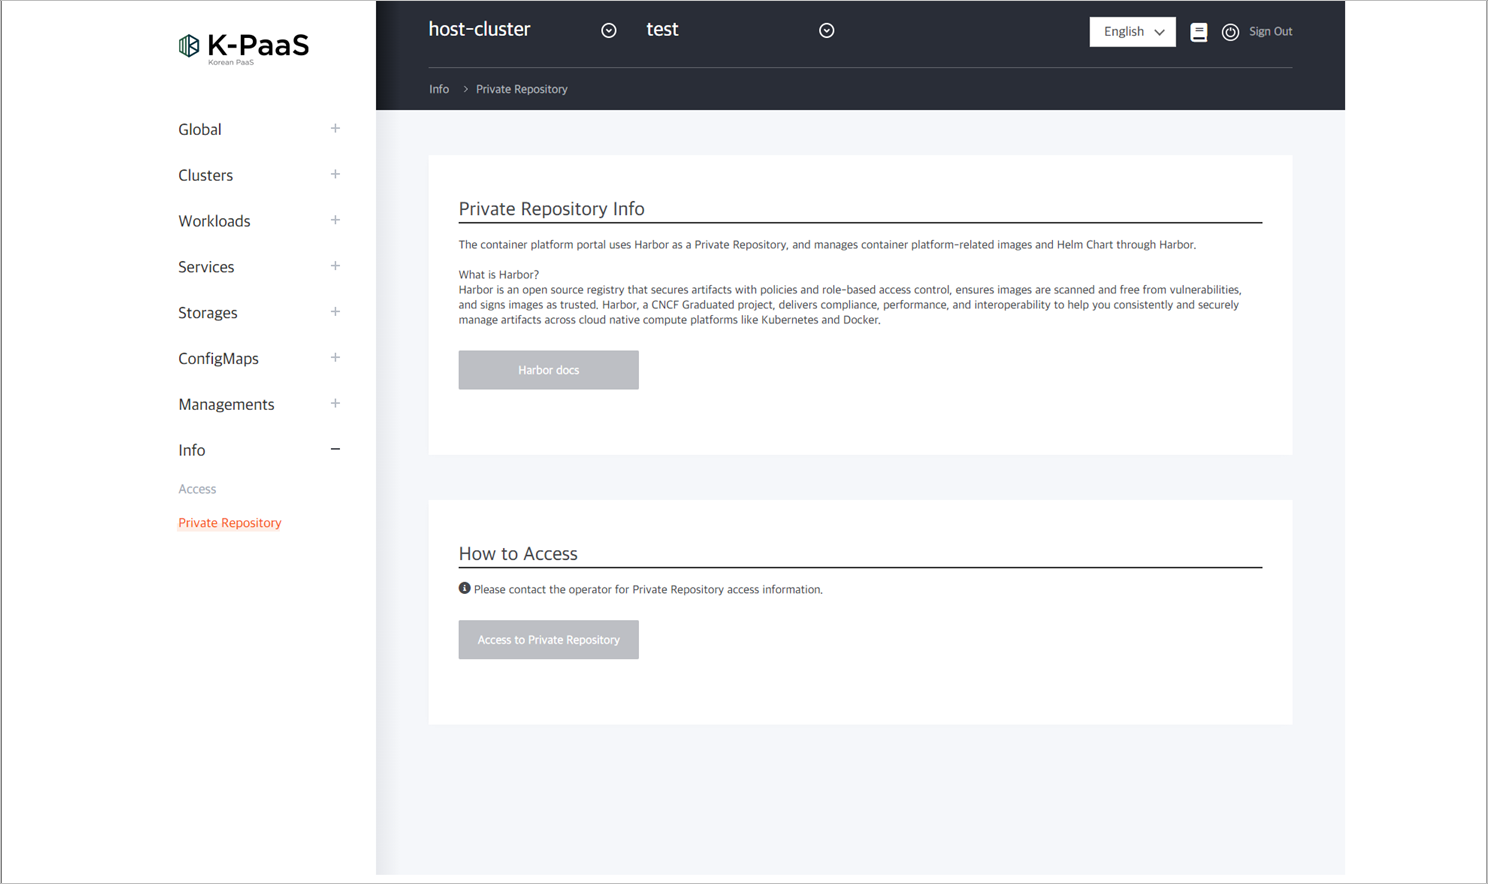 K-PaaS
Korean PaaS
Global
Clusters
Workloads
Services
Storages
ConfigMaps
Managements
Info
Access
Private Repository
host-cluster
test
English
Sign Out
Info > Private Repository
Private Repository Info
The container platform portal uses Harbor as a Private Repository, and manages container platform-related images and Helm Chart through Harbor.
What is Harbor?
Harbor is an open source registry that secures artifacts with policies and role-based access control, ensures images are scanned and free from vulnerabilities,
and signs images as trusted. Harbor, a CNCF Graduated project, delivers compliance, performance, and interoperability to help you consistently and securely
manage artifacts across cloud native compute platforms like Kubernetes and Docker.
Harbor docs
How to Access
Please contact the operator for Private Repository access information.
Access to Private Repository